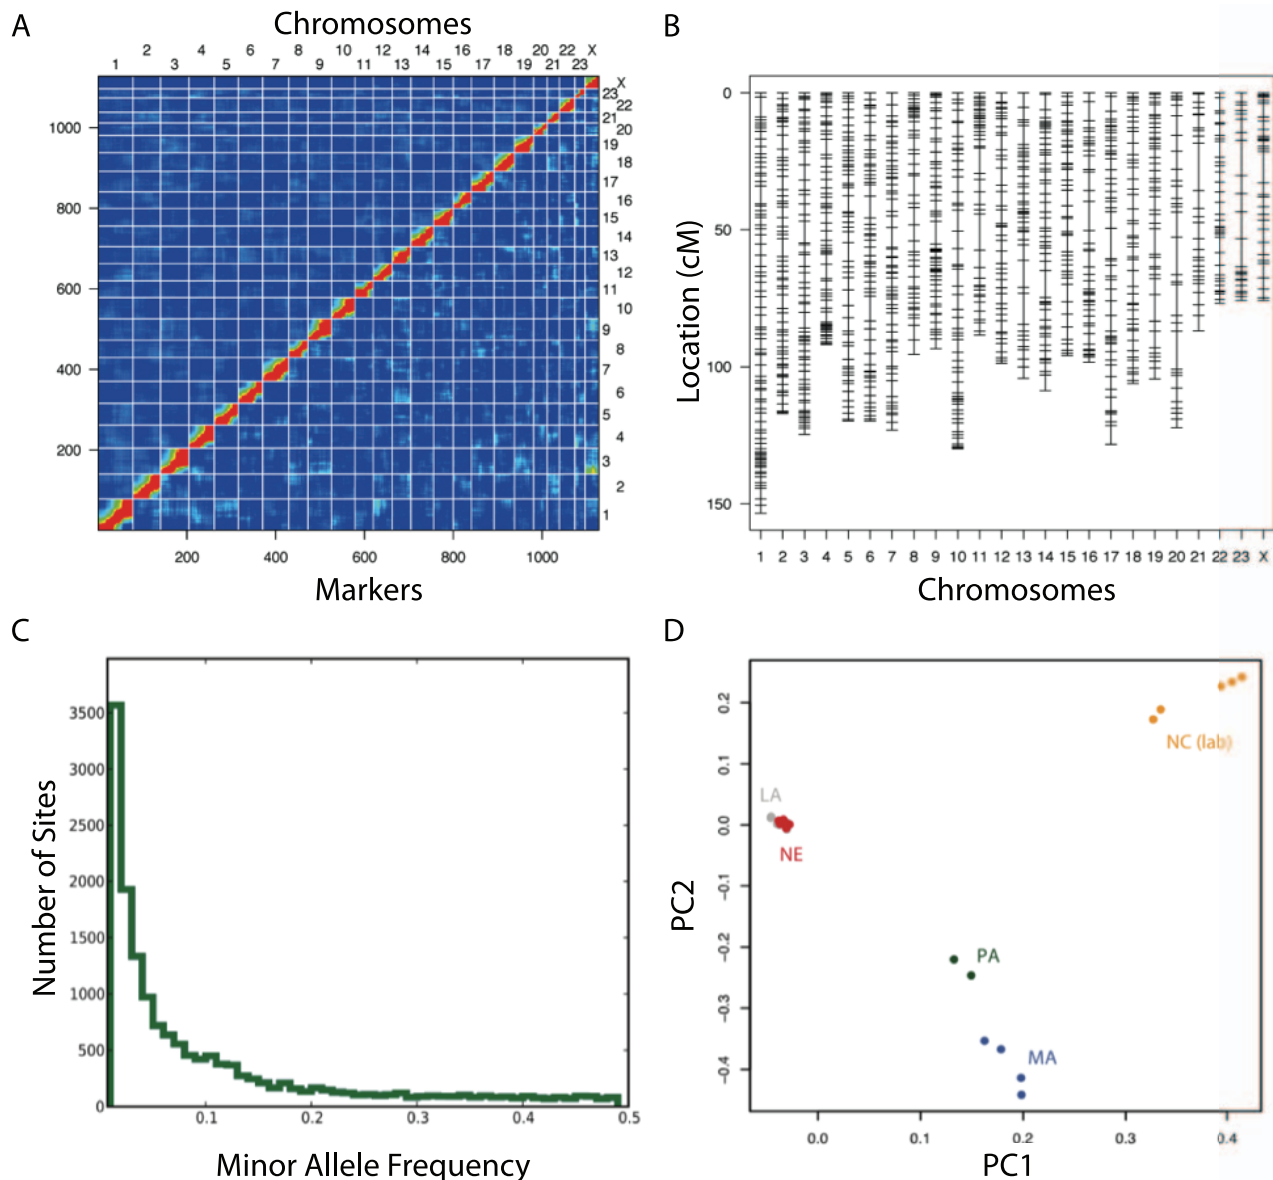 A
Chromosomes
2 4 6 8 10 12 14 16 18 20 22 X
1 3 5 7 9 11 13 15 17 19 21 23
X
23
22
21
20
19
18
17
16
15
14
13
12
11
10
9
8
7
6
5
4
3
2
1
1000
800
600
400
200
200 400 600 800 1000
Markers
B
0
50
100
150
Location (cM)
1 2 3 4 5 6 7 8 9 10 11 12 13 14 15 16 17 18 19 20 21 22 23 X
Chromosomes
C
3500
3000
2500
2000
1500
1000
500
0
Number of Sites
0.1 0.2 0.3 0.4 0.5
Minor Allele Frequency
D
0.2
0.1
0.0
-0.1
-0.2
-0.3
-0.4
PC2
NC (lab)
LA
NE
PA
MA
0.0 0.1 0.2 0.3 0.4
PC1